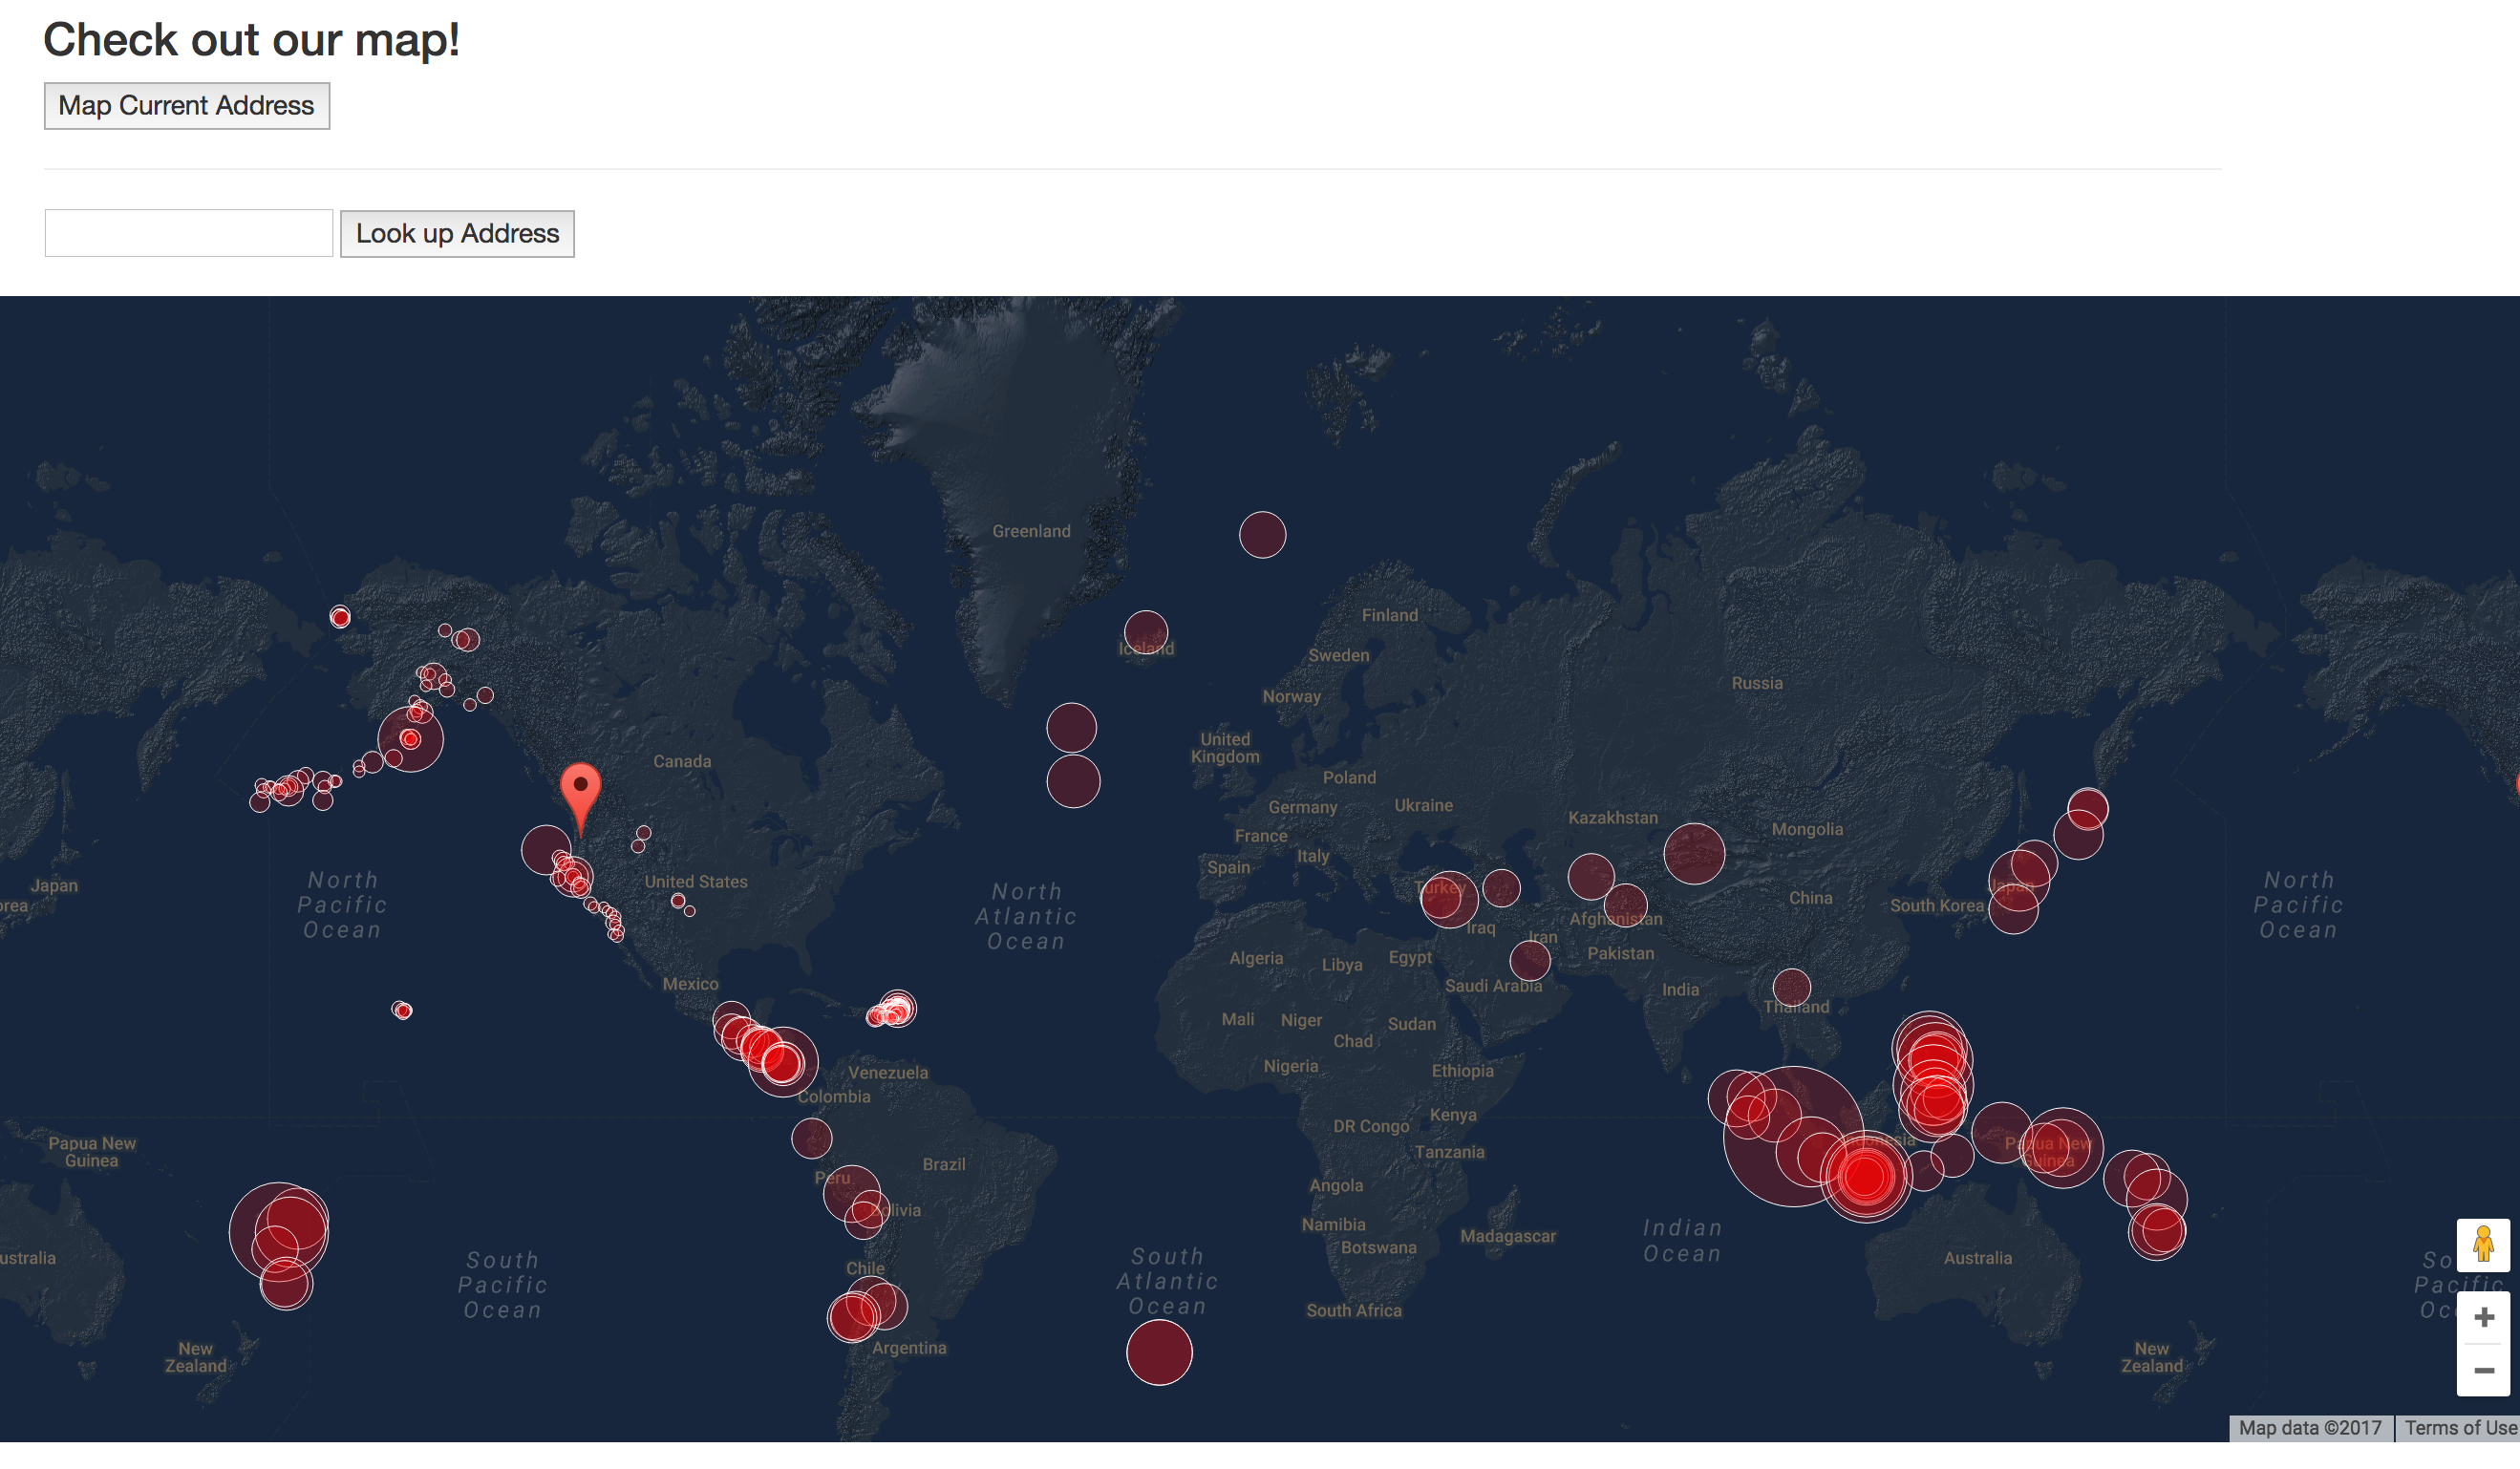 Check out our map!
Map Current Address
Look up Address
Greenland
Finland
Iceland
Sweden
Russia
Norway
United
Kingdom
Canada
Poland
Germany
Ukraine
Kazakhstan
Mongolia
France
Italy
Spain
Japan
North
Pacific
Ocean
United States
North
Atlantic
Ocean
Turkey
China
Japan
South Korea
North
Pacific
Ocean
Afghanistan
Iraq
Iran
Pakistan
Algeria
Libya
Egypt
Mexico
Saudi Arabia
India
Thailand
Mali
Niger
Sudan
Chad
Nigeria
Ethiopia
Venezuela
Colombia
Kenya
DR Congo
Papua New
Guinea
Indonesia
Papua New
Guinea
Tanzania
Brazil
Peru
Angola
Bolivia
Namibia
Botswana
Madagascar
Indian
Ocean
ustralia
South
Pacific
Ocean
South
Atlantic
Ocean
Australia
Chile
South Africa
So
Pacific
Oc
Argentina
New
Zealand
New
Zealand
Map data ©2017
Terms of Use